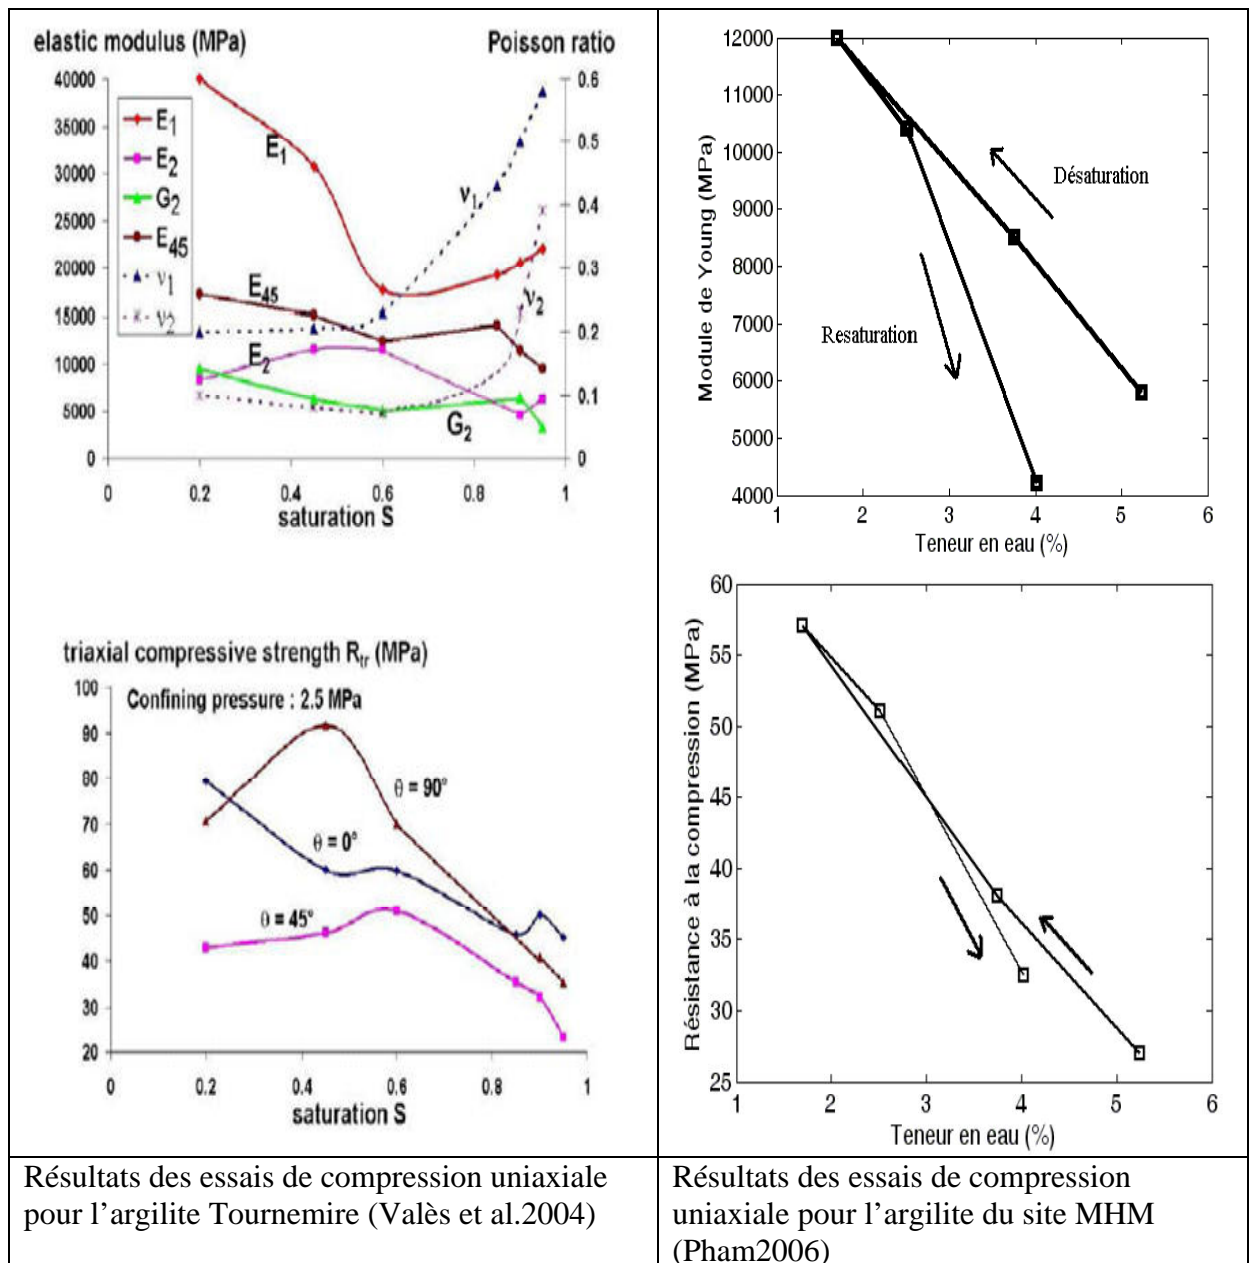 elastic modulus (MPa)
Poisson ratio
40000
35000
30000
25000
20000
15000
10000
5000
0
E1
E2
G2
E45
ν1
ν2
E1
E45
E2
G2
ν1
ν2
0.6
0.5
0.4
0.3
0.2
0.1
0
0 0.2 0.4 0.6 0.8 1
saturation S
triaxial compressive strength Rtr (MPa)
Confining pressure : 2.5 MPa
100
90
80
70
60
50
40
30
20
θ = 90°
θ = 0°
θ = 45°
0 0.2 0.4 0.6 0.8 1
saturation S
Module de Young (MPa)
12000
11000
10000
9000
8000
7000
6000
5000
4000
Désaturation
Resaturation
1 2 3 4 5 6
Teneur en eau (%)
Résistance à la compression (MPa)
60
55
50
45
40
35
30
25
1 2 3 4 5 6
Teneur en eau (%)
Résultats des essais de compression uniaxiale
pour l’argilite Tournemire (Valès et al.2004)
Résultats des essais de compression
uniaxiale pour l’argilite du site MHM
(Pham2006)